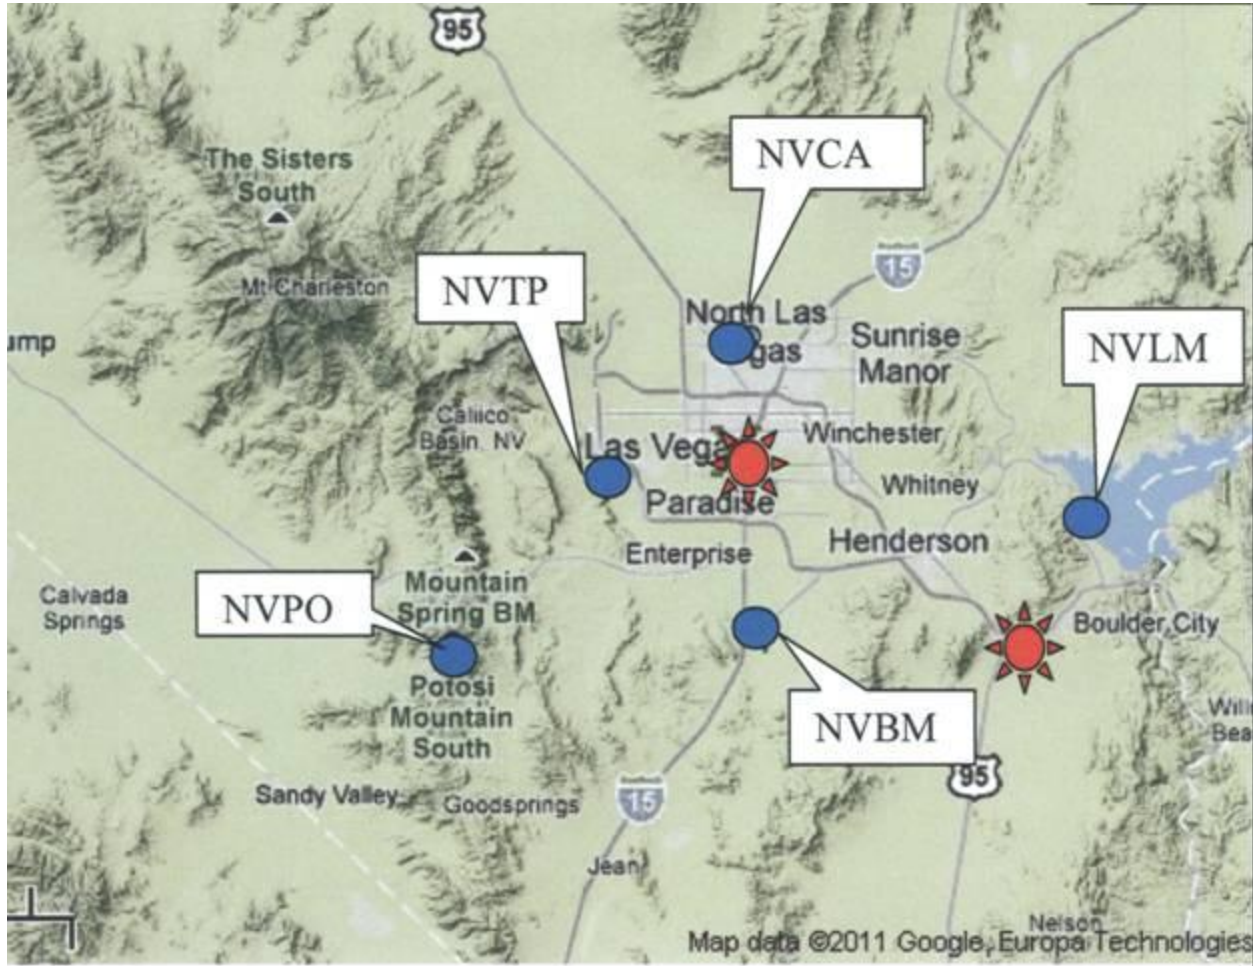 95
NVCA
The Sisters
South
15
NVTP
Mt Charleston
North Las
gas
Sunrise
Manor
NVLM
ump
Calico
Basin, NV
Las Vega
Winchester
Whitney
Paradise
Enterprise
Henderson
Mountain
Spring BM
Calvada
Springs
NVPO
Boulder City
Potosi
Mountain
South
NVBM
95
Sandy Valley
Goodsprings
15
Jean
Nelson
Map data ©2011 Google, Europa Technologies